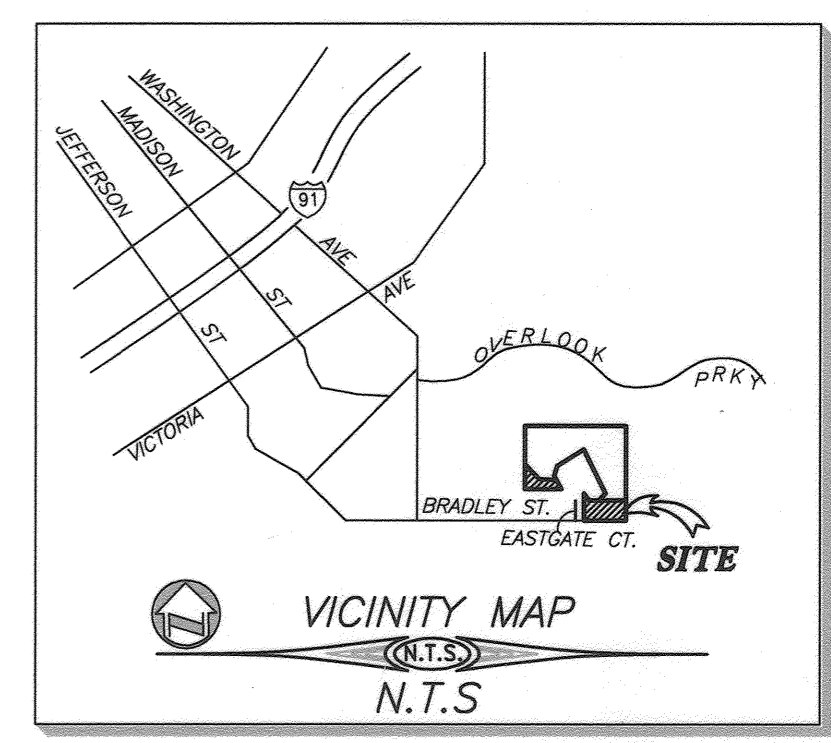 WASHINGTON AVE
MADISON ST
JEFFERSON ST
91
VICTORIA AVE
OVERLOOK PRKY
BRADLEY ST.
EASTGATE CT.
SITE
N
VICINITY MAP
N.T.S.
N.T.S